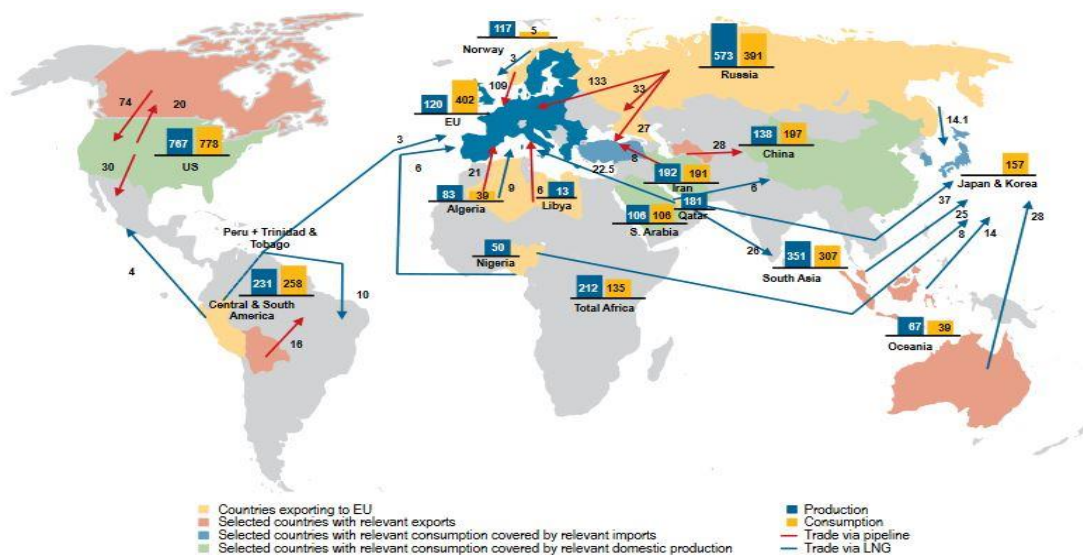 117
5
Norway
3
109
133
33
573
391
Russia
120
402
EU
27
74
20
767
778
US
30
3
6
21
9
6
22.5
8
28
138
197
China
14.1
157
Japan & Korea
192
191
Iran
83
39
Algeria
13
Libya
181
Qatar
6
106
106
S. Arabia
37
25
8
14
28
26
351
307
South Asia
Peru + Trinidad &
Tobago
4
50
Nigeria
231
258
Central & South
America
10
16
212
135
Total Africa
67
39
Oceania
Countries exporting to EU
Selected countries with relevant exports
Selected countries with relevant consumption covered by relevant imports
Selected countries with relevant consumption covered by relevant domestic production
Production
Consumption
Trade via pipeline
Trade via LNG